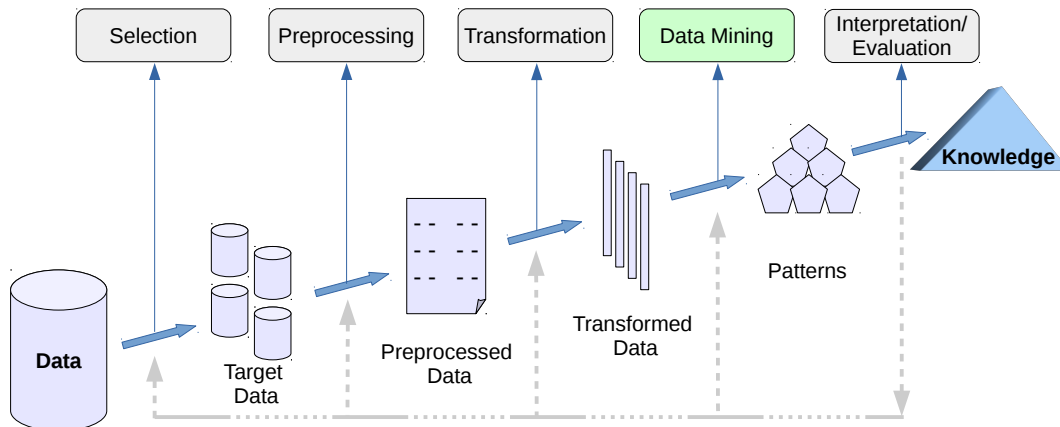 Selection
Preprocessing
Transformation
Data Mining
Interpretation/
Evaluation
Knowledge
Patterns
Transformed
Data
Preprocessed
Data
Target
Data
Data